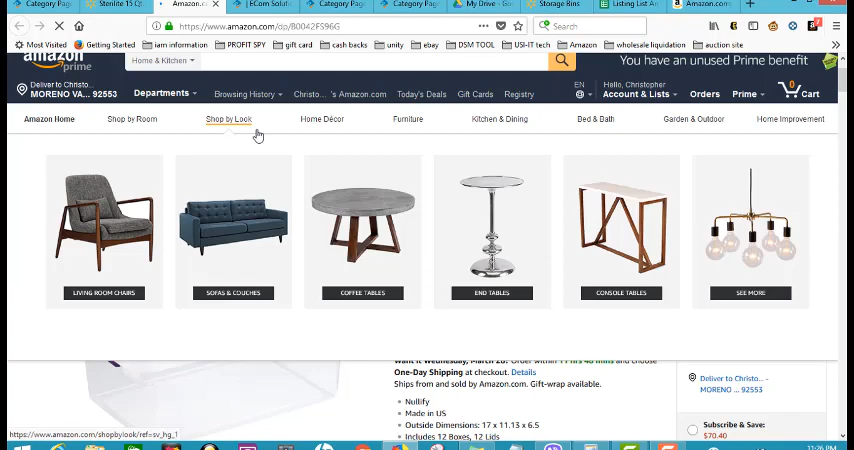 Category Page
Sterilite 15 Qt
Amazon.c
| ECom Soluti
Category Pag
Category Pag
My Drive - Go
Storage Bins
Listing List Ar
Amazon.co
https://www.amazon.com/dp/B0042FS96G
Search
Most Visited
Getting Started
iam information
PROFIT SPY
gift card
cash backs
unity
ebay
DSM TOOL
USI-IT tech
Amazon
wholesale liquidation
auction site
amazon
prime
Home & Kitchen
You have an unused Prime benefit
Deliver to Christo...
MORENO VA... 92553
Departments
Browsing History
Christo... 's Amazon.com
Today's Deals
Gift Cards
Registry
EN
Hello, Christopher
Account & Lists
Orders
Prime
0
Cart
Amazon Home
Shop by Room
Shop by Look
Home Décor
Furniture
Kitchen & Dining
Bed & Bath
Garden & Outdoor
Home Improvement
LIVING ROOM CHAIRS
SOFAS & COUCHES
COFFEE TABLES
END TABLES
CONSOLE TABLES
SEE MORE
Want it Wednesday, March 28? Order within 11 hrs 48 mins and choose
One-Day Shipping at checkout. Details
Ships from and sold by Amazon.com. Gift-wrap available.
Nullify
Made in US
Outside Dimensions: 17 x 11.13 x 6.5
Includes 12 Boxes, 12 Lids
Deliver to Christo... -
MORENO... 92553
Subscribe & Save:
$70.40
https://www.amazon.com/shopbylook/ref=sv_hg_1
11:26 PM